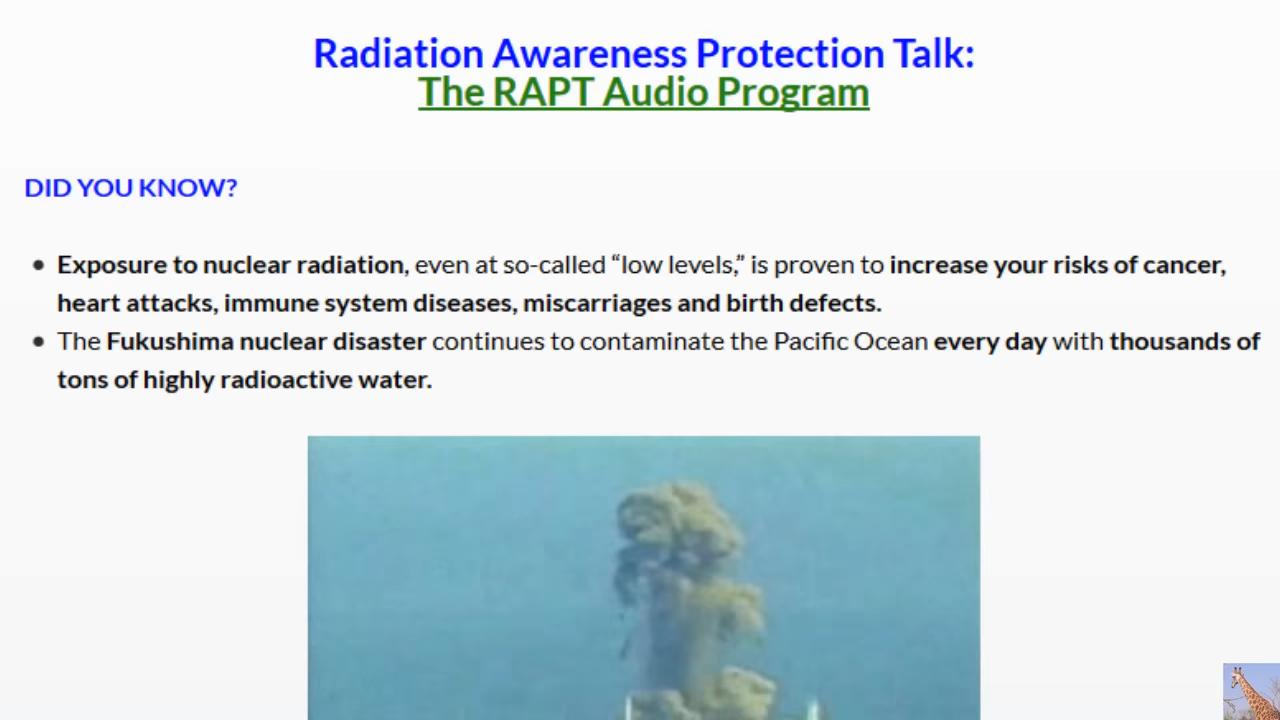 Radiation Awareness Protection Talk:
The RAPT Audio Program
DID YOU KNOW?
• Exposure to nuclear radiation, even at so-called “low levels,” is proven to increase your risks of cancer,
heart attacks, immune system diseases, miscarriages and birth defects.
• The Fukushima nuclear disaster continues to contaminate the Pacific Ocean every day with thousands of
tons of highly radioactive water.